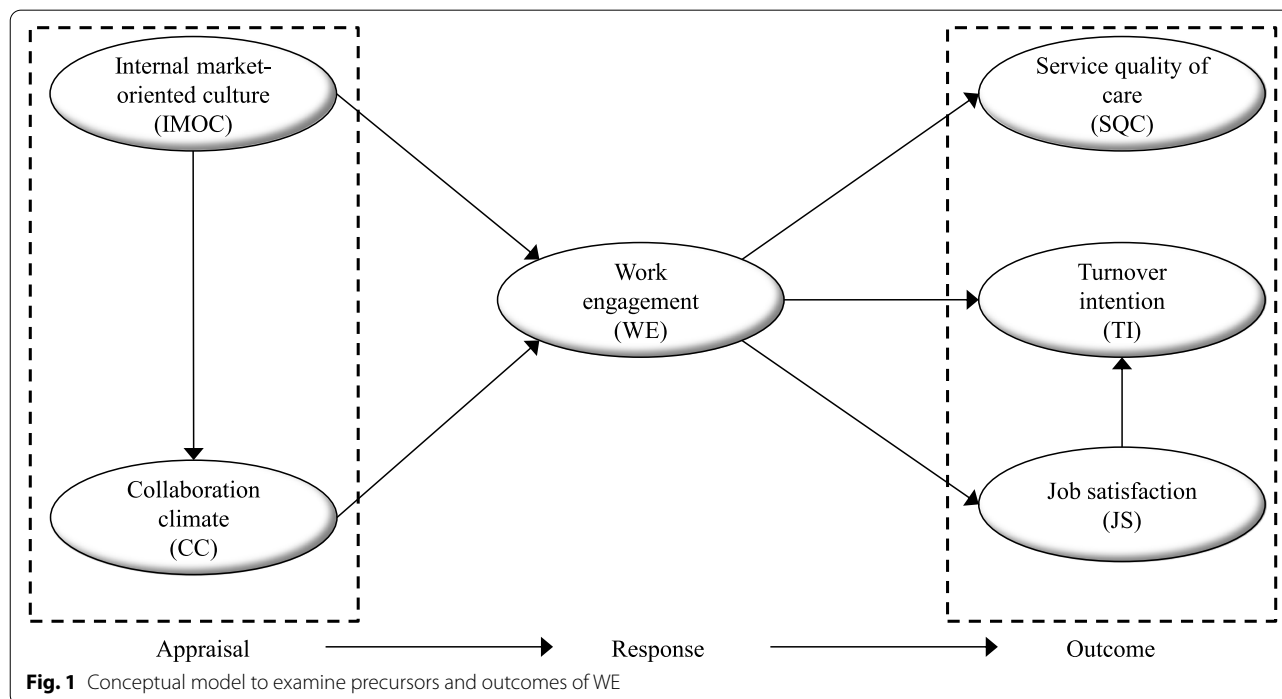 Internal market-
oriented culture
(IMOC)
Service quality of
care
(SQC)
Work
engagement
(WE)
Turnover
intention
(TI)
Collaboration
climate
(CC)
Job satisfaction
(JS)
Appraisal
Response
Outcome
Fig. 1 Conceptual model to examine precursors and outcomes of WE